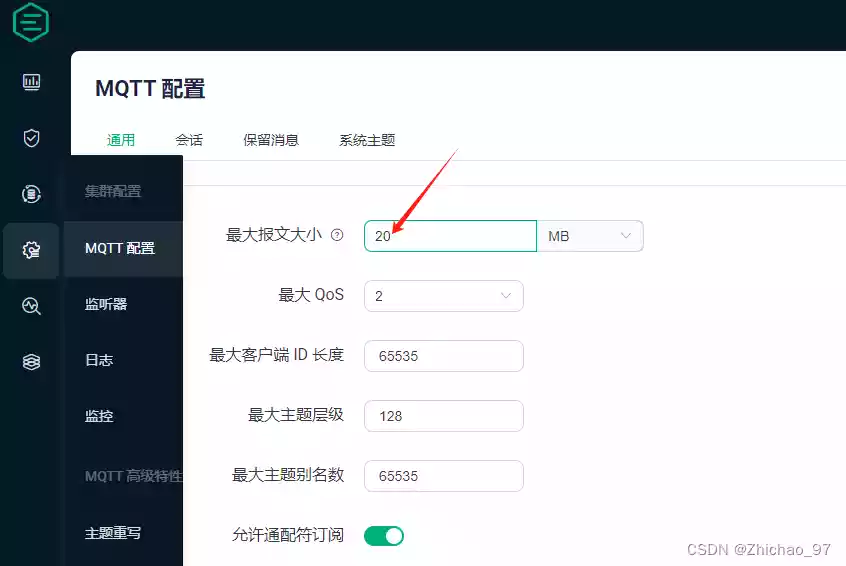 MQTT 配置
通用 会话 保留消息 系统主题
集群配置
MQTT 配置
监听器
日志
监控
MQTT 高级特性
主题重写
最大报文大小 20 MB
最大 QoS 2
最大客户端 ID 长度 65535
最大主题层级 128
最大主题别名数 65535
允许通配符订阅
CSDN @Zhichao_97